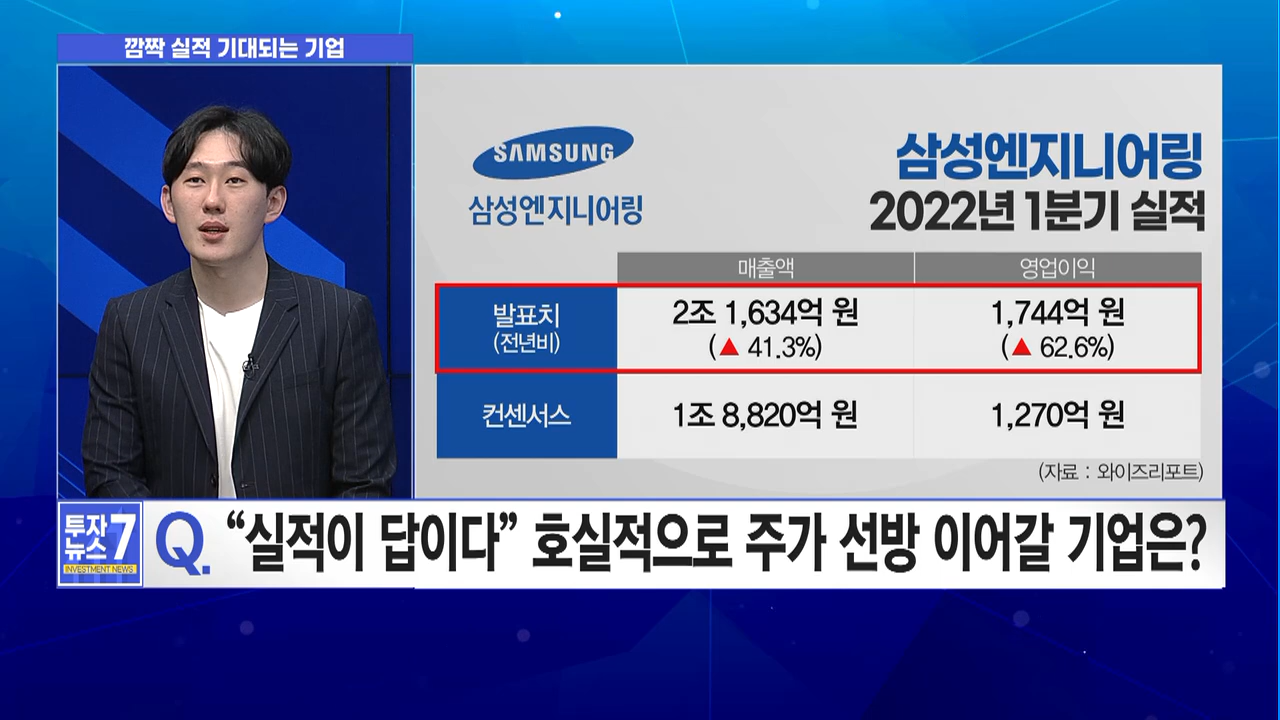 깜짝 실적 기대되는 기업
SAMSUNG
삼성엔지니어링
삼성엔지니어링
2022년 1분기 실적
매출액 영업이익
발표치 2조 1,634억 원 1,744억 원
(전년비) (▲ 41.3%) (▲ 62.6%)
컨센서스 1조 8,820억 원 1,270억 원
(자료 : 와이즈리포트)
투자 뉴스 7
INVESTMENT NEWS
Q. “실적이 답이다” 호실적으로 주가 선방 이어갈 기업은?